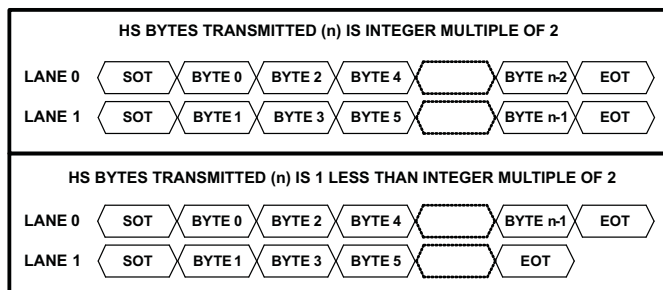 HS BYTES TRANSMITTED (n) IS INTEGER MULTIPLE OF 2
LANE 0 SOT BYTE 0 BYTE 2 BYTE 4 BYTE n-2 EOT
LANE 1 SOT BYTE 1 BYTE 3 BYTE 5 BYTE n-1 EOT
HS BYTES TRANSMITTED (n) IS 1 LESS THAN INTEGER MULTIPLE OF 2
LANE 0 SOT BYTE 0 BYTE 2 BYTE 4 BYTE n-1 EOT
LANE 1 SOT BYTE 1 BYTE 3 BYTE 5 EOT